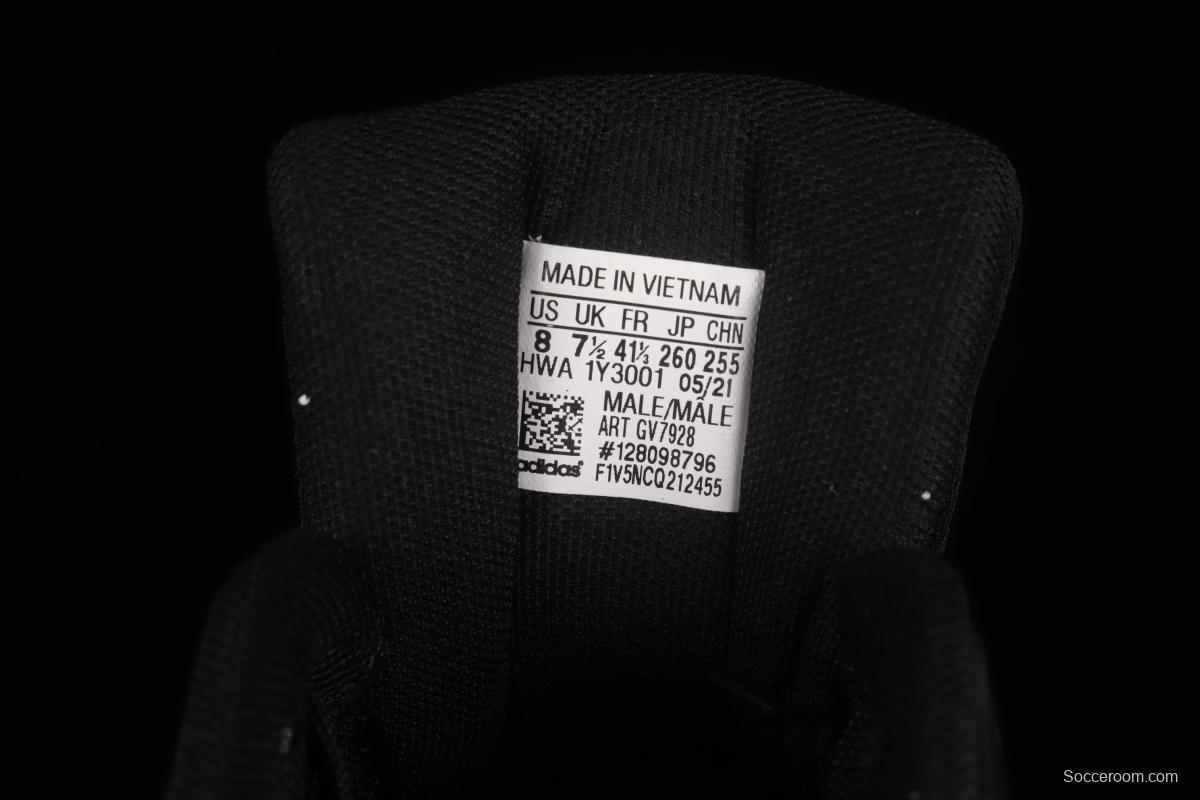 MADE IN VIETNAM
US UK FR JP CHN
8 7½ 41⅓ 260 255
HWA 1Y3001 05/21
MALE/MÂLE
ART GV7928
#128098796
F1V5NCQ212455
adidas
Socceroom.com